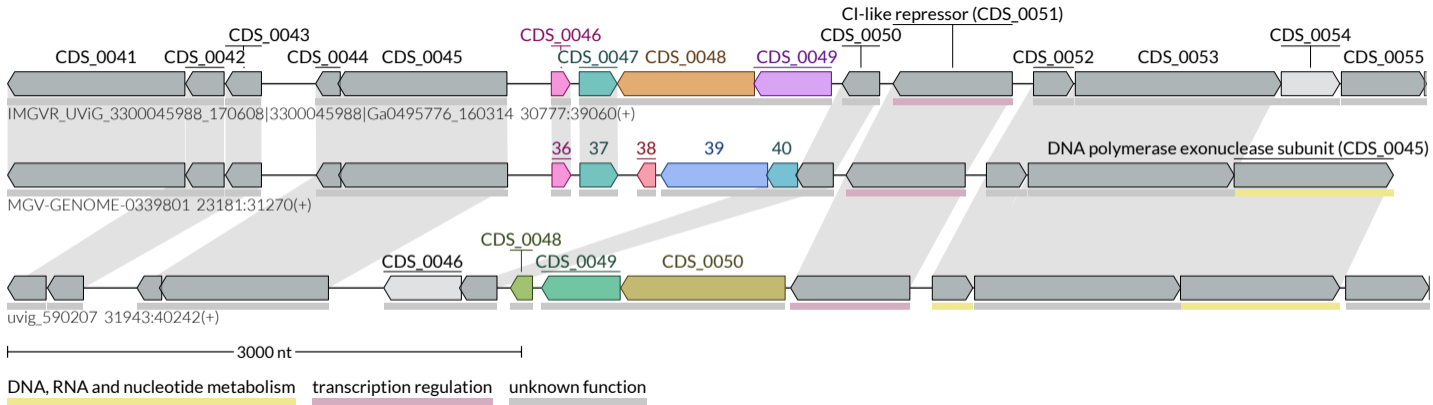 CI-like repressor (CDS_0051)
CDS_0043 CDS_0046 CDS_0050 CDS_0054
CDS_0041 CDS_0042 CDS_0044 CDS_0045 CDS_0047 CDS_0048 CDS_0049 CDS_0052 CDS_0053 CDS_0055
IMGVR_UViG_3300045988_170608|3300045988|Ga0495776_160314 30777:39060(+)
36 37 38 39 40 DNA polymerase exonuclease subunit (CDS_0045)
MGV-GENOME-0339801 23181:31270(+)
CDS_0048
CDS_0046 CDS_0049 CDS_0050
uvig_590207 31943:40242(+)
3000 nt
DNA, RNA and nucleotide metabolism transcription regulation unknown function